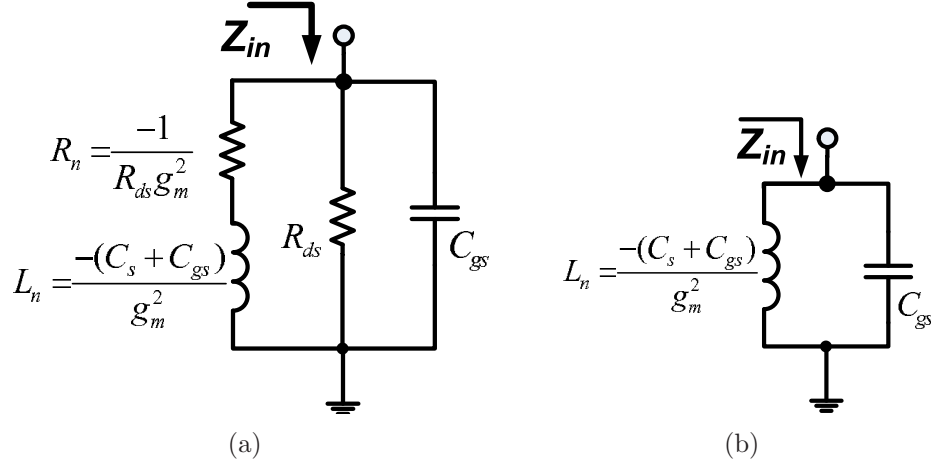 Z_in
R_n = -1 / (R_ds g_m^2)
R_ds
C_gs
L_n = -(C_s + C_gs) / g_m^2
(a)
Z_in
L_n = -(C_s + C_gs) / g_m^2
C_gs
(b)